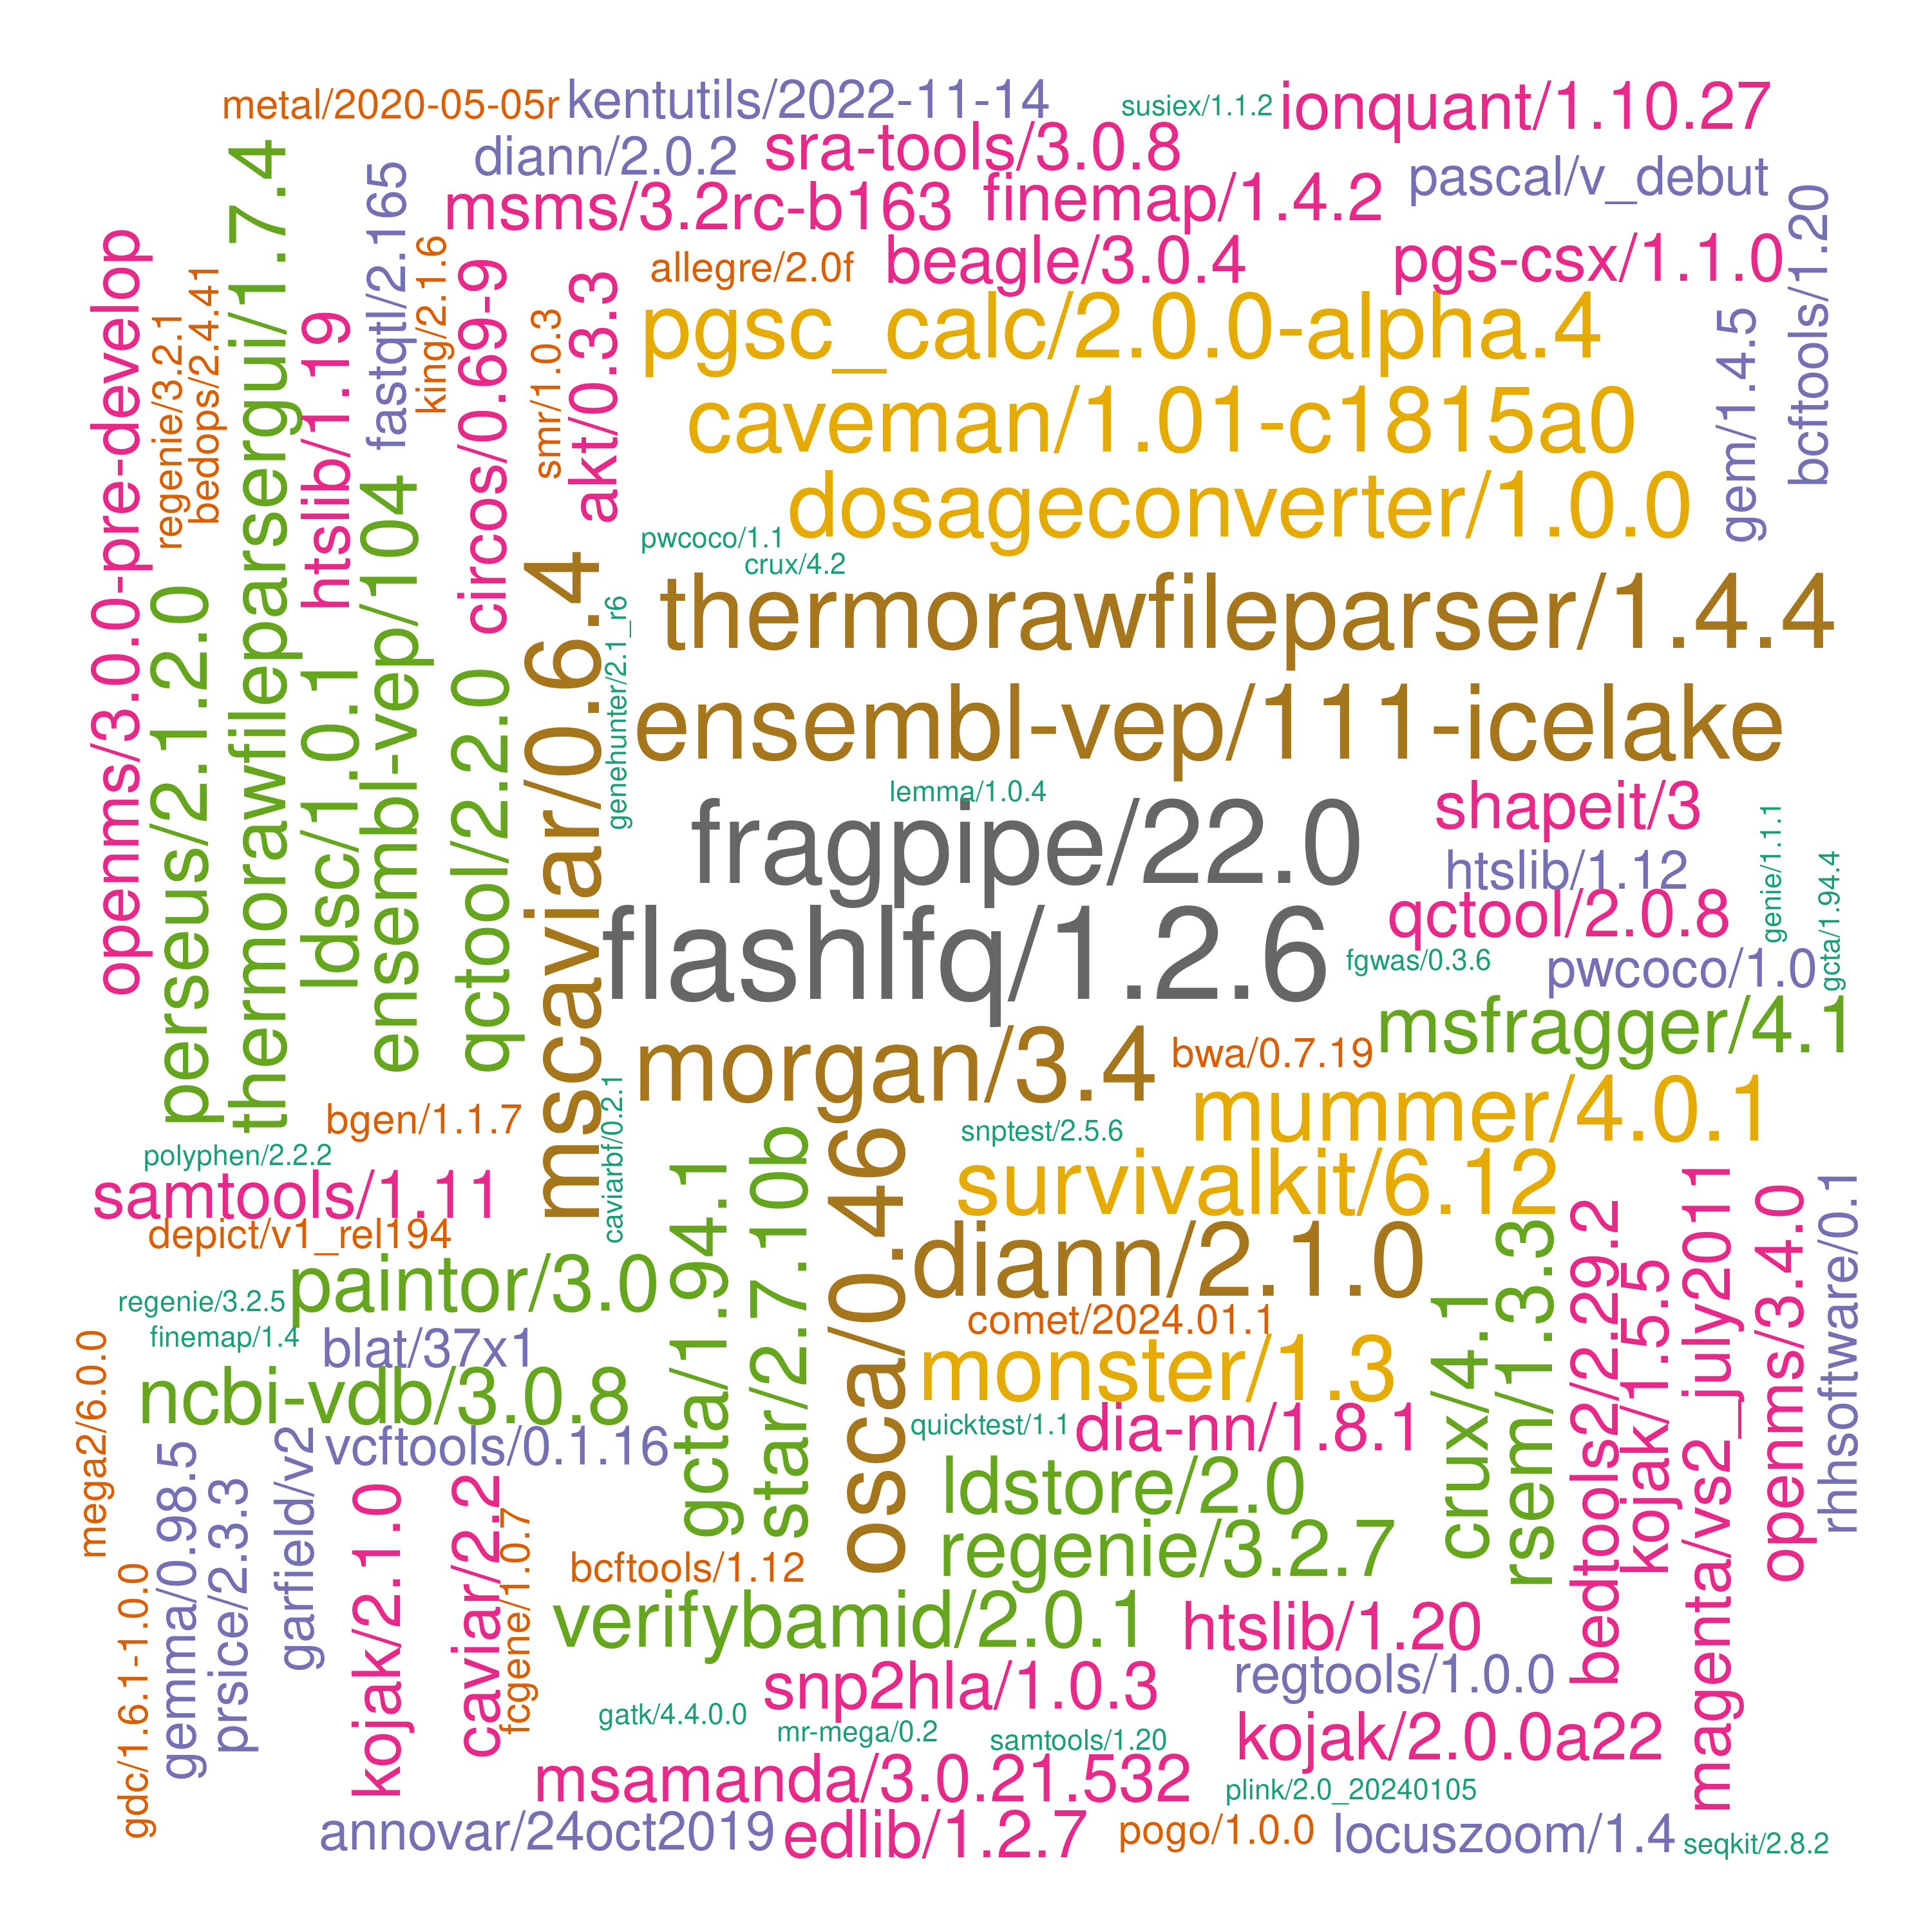 metal/2020-05-05r
kentutils/2022-11-14
susiex/1.1.2
ionquant/1.10.27
diann/2.0.2
sra-tools/3.0.8
pascal/v_debut
msms/3.2rc-b163
finemap/1.4.2
allegre/2.0f
beagle/3.0.4
pgs-csx/1.1.0
bcftools/1.20
openms/3.0.0-pre-develop
regenie/3.2.1
bedops/2.4.41
thermorawfileparsergui/1.7.4
htslib/1.19
fastqtl/2.165
king/2.1.6
circos/0.69-9
smr/1.0.3
akt/0.3.3
pgsc_calc/2.0.0-alpha.4
caveman/1.01-c1815a0
dosageconverter/1.0.0
gem/1.4.5
pwcoco/1.1
crux/4.2
perseus/2.1.2.0
ldsc/1.0.1
ensembl-vep/104
qctool/2.2.0
mscaviar/0.6.4
genehunter/2.1_r6
thermorawfileparser/1.4.4
ensembl-vep/111-icelake
lemma/1.0.4
fragpipe/22.0
shapeit/3
htslib/1.12
qctool/2.0.8
genie/1.1.1
gcta/1.94.4
flashlfq/1.2.6
fgwas/0.3.6
pwcoco/1.0
msfragger/4.1
morgan/3.4
bwa/0.7.19
mummer/4.0.1
bgen/1.1.7
caviarbf/0.2.1
snptest/2.5.6
polyphen/2.2.2
samtools/1.11
depict/v1_rel194
survivalkit/6.12
gcta/1.94.1
star/2.7.10b
osca/0.46
diann/2.1.0
paintor/3.0
regenie/3.2.5
finemap/1.4
blat/37x1
comet/2024.01.1
monster/1.3
crux/4.1
rsem/1.3.3
bedtools2/2.29.2
kojak/1.5.5
magenta/vs2_july2011
openms/3.4.0
rhhsoftware/0.1
mega2/6.0.0
ncbi-vdb/3.0.8
quicktest/1.1
dia-nn/1.8.1
vcftools/0.1.16
gemma/0.98.5
prsice/2.3.3
garfield/v2
kojak/2.1.0
caviar/2.2
fcgene/1.0.7
ldstore/2.0
regenie/3.2.7
bcftools/1.12
gdc/1.6.1-1.0.0
verifybamid/2.0.1
htslib/1.20
snp2hla/1.0.3
regtools/1.0.0
gatk/4.4.0.0
mr-mega/0.2
samtools/1.20
kojak/2.0.0a22
msamanda/3.0.21.532
plink/2.0_20240105
annovar/24oct2019
edlib/1.2.7
pogo/1.0.0
locuszoom/1.4
seqkit/2.8.2